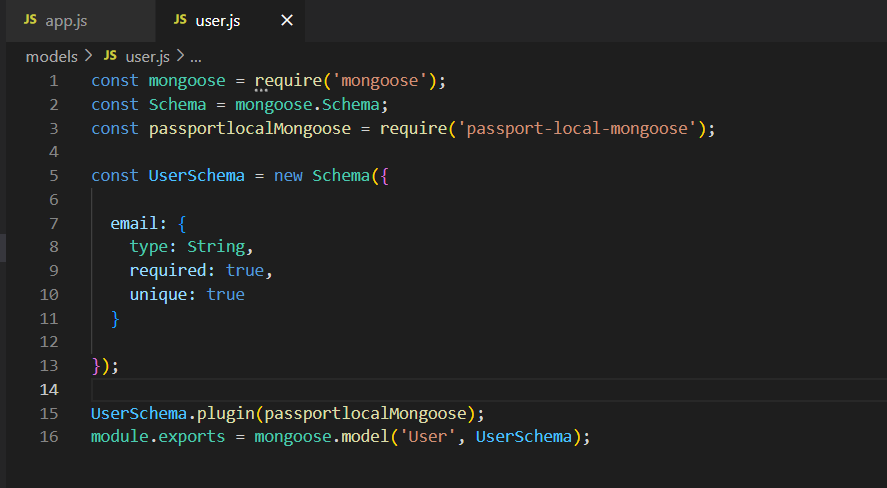 JS app.js JS user.js ×
models > JS user.js > ...
1 const mongoose = require('mongoose');
2 const Schema = mongoose.Schema;
3 const passportlocalMongoose = require('passport-local-mongoose');
4
5 const UserSchema = new Schema({
6
7 email: {
8 type: String,
9 required: true,
10 unique: true
11 }
12
13 });
14
15 UserSchema.plugin(passportlocalMongoose);
16 module.exports = mongoose.model('User', UserSchema);